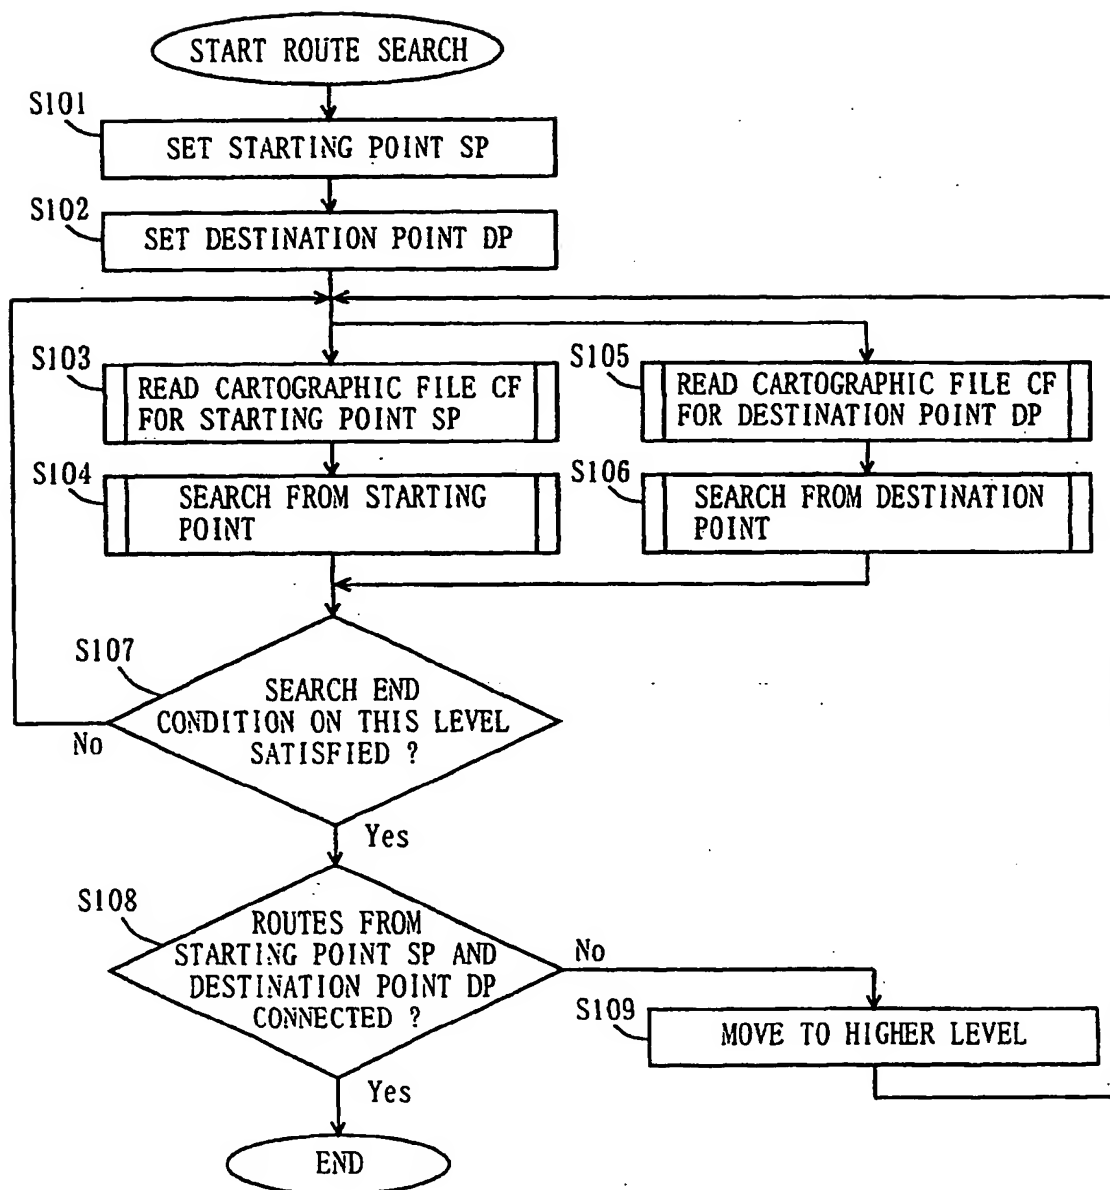 START ROUTE SEARCH
S101
SET STARTING POINT SP
S102
SET DESTINATION POINT DP
S103
READ CARTOGRAPHIC FILE CF
FOR STARTING POINT SP
S105
READ CARTOGRAPHIC FILE CF
FOR DESTINATION POINT DP
S104
SEARCH FROM STARTING
POINT
S106
SEARCH FROM DESTINATION
POINT
S107
SEARCH END
CONDITION ON THIS LEVEL
SATISFIED ?
No
Yes
S108
ROUTES FROM
STARTING POINT SP AND
DESTINATION POINT DP
CONNECTED ?
No
S109
MOVE TO HIGHER LEVEL
Yes
END